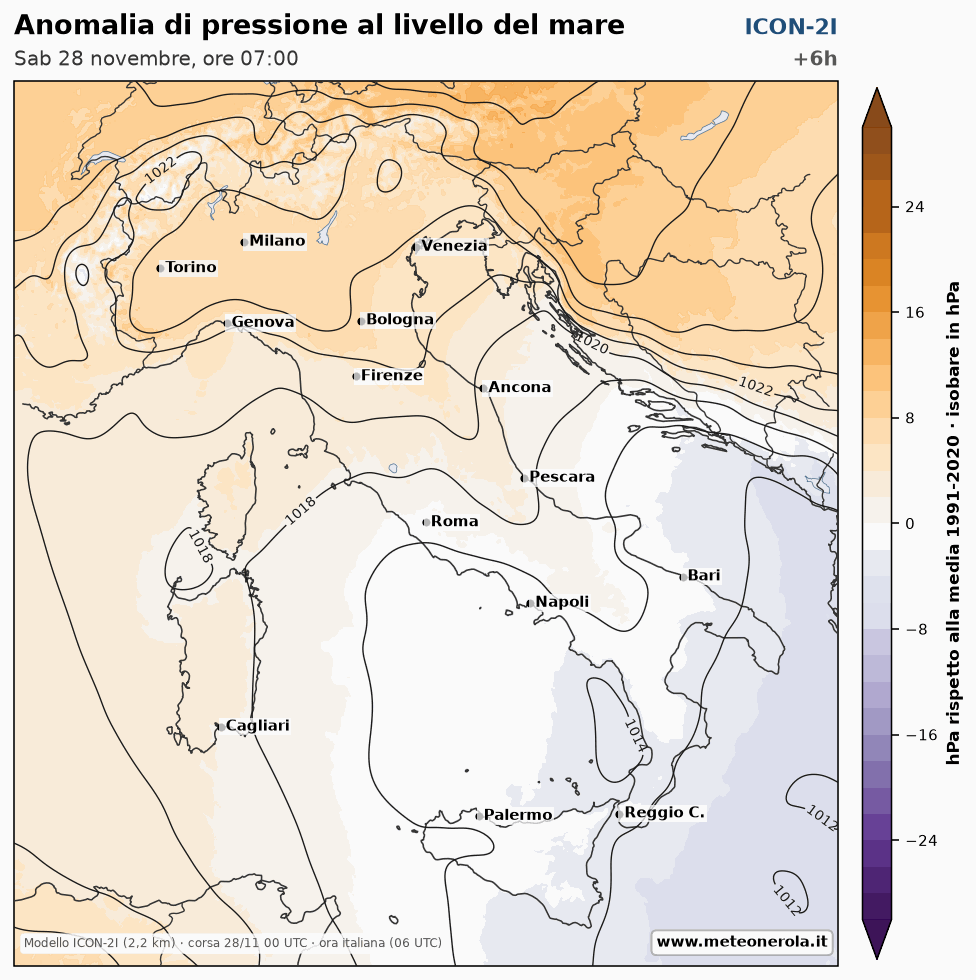 Anomalia di pressione al livello del mare
ICON-2I
Sab 28 novembre, ore 07:00
+6h
1022
Milano
Venezia
Torino
Genova
Bologna
1020
Firenze
Ancona
1022
Pescara
1018
Roma
1018
Bari
Napoli
Cagliari
1014
Palermo
Reggio C.
1012
1012
Modello ICON-2I (2,2 km) · corsa 28/11 00 UTC · ora italiana (06 UTC)
www.meteonerola.it
24
16
8
0
−8
−16
−24
hPa rispetto alla media 1991-2020 · isobare in hPa